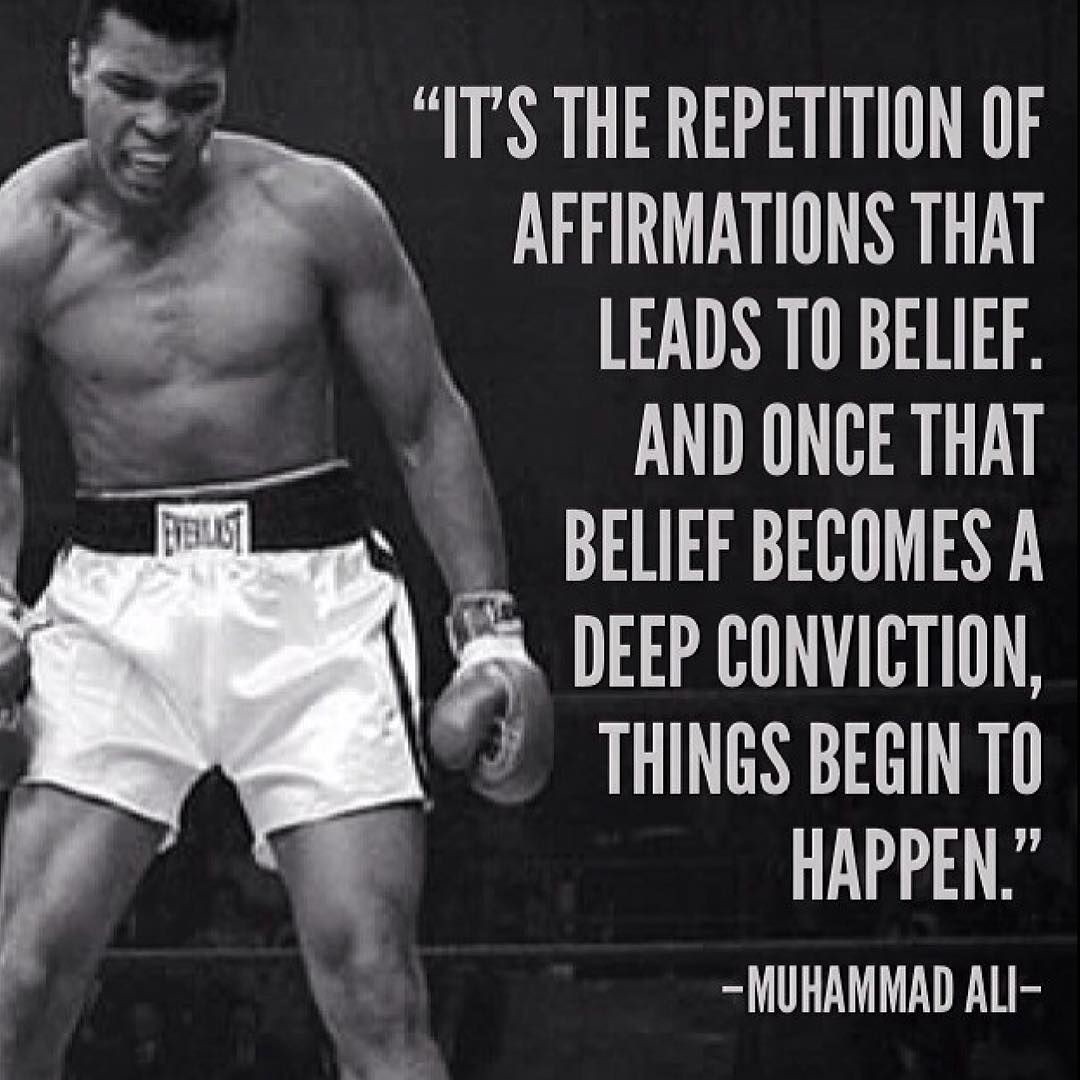 “IT’S THE REPETITION OF
AFFIRMATIONS THAT
LEADS TO BELIEF.
AND ONCE THAT
BELIEF BECOMES A
DEEP CONVICTION,
THINGS BEGIN TO
HAPPEN.”
–MUHAMMAD ALI–
EVERLAST